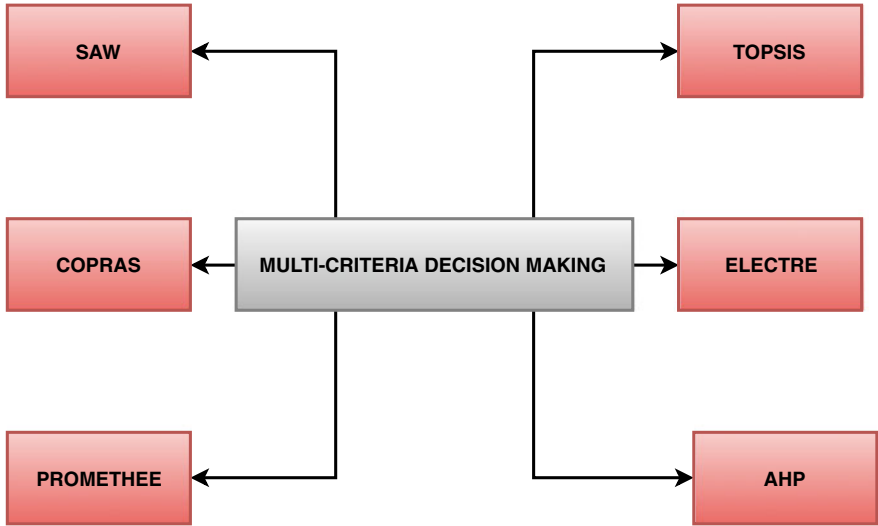 SAW
TOPSIS
COPRAS
MULTI-CRITERIA DECISION MAKING
ELECTRE
PROMETHEE
AHP